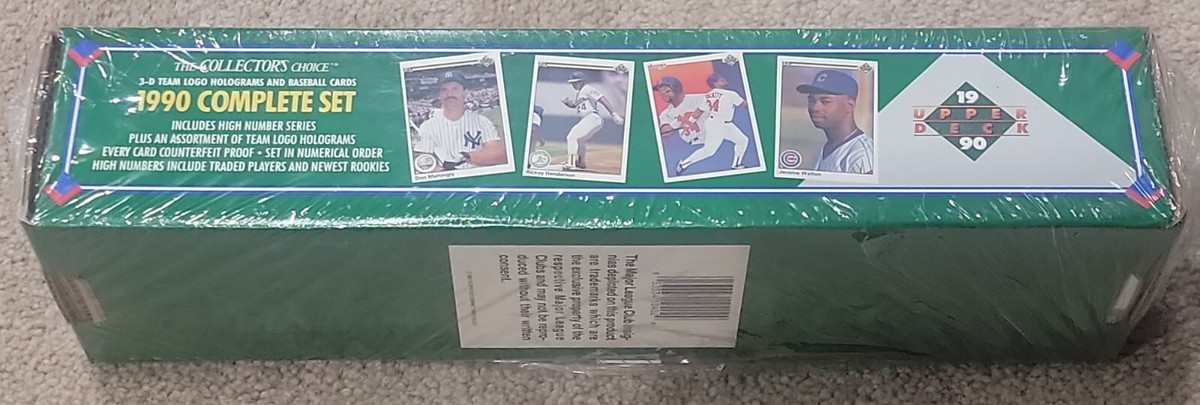 THE COLLECTOR'S CHOICE™
3-D TEAM LOGO HOLOGRAMS AND BASEBALL CARDS
1990 COMPLETE SET
INCLUDES HIGH NUMBER SERIES
PLUS AN ASSORTMENT OF TEAM LOGO HOLOGRAMS
EVERY CARD COUNTERFEIT PROOF • SET IN NUMERICAL ORDER
HIGH NUMBERS INCLUDE TRADED PLAYERS AND NEWEST ROOKIES
Don Mattingly
Rickey Henderson
34
34
Jerome Walton
19
UPPER
DECK
90
The Major League Club insig-
nias depicted on this product
are trademarks which are
the exclusive property of the
respective Major League
Clubs and may not be repro-
duced without their written
consent.